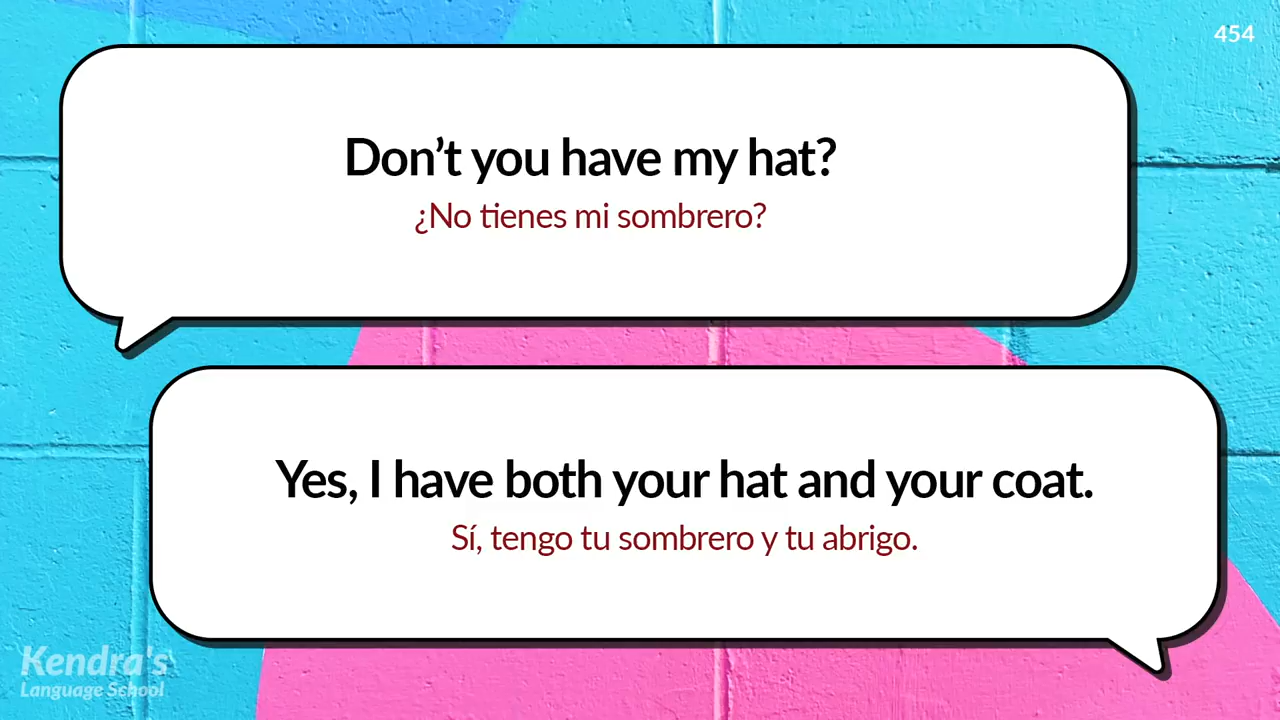 454
Don’t you have my hat?
¿No tienes mi sombrero?
Yes, I have both your hat and your coat.
Sí, tengo tu sombrero y tu abrigo.
Kendra's
Language School